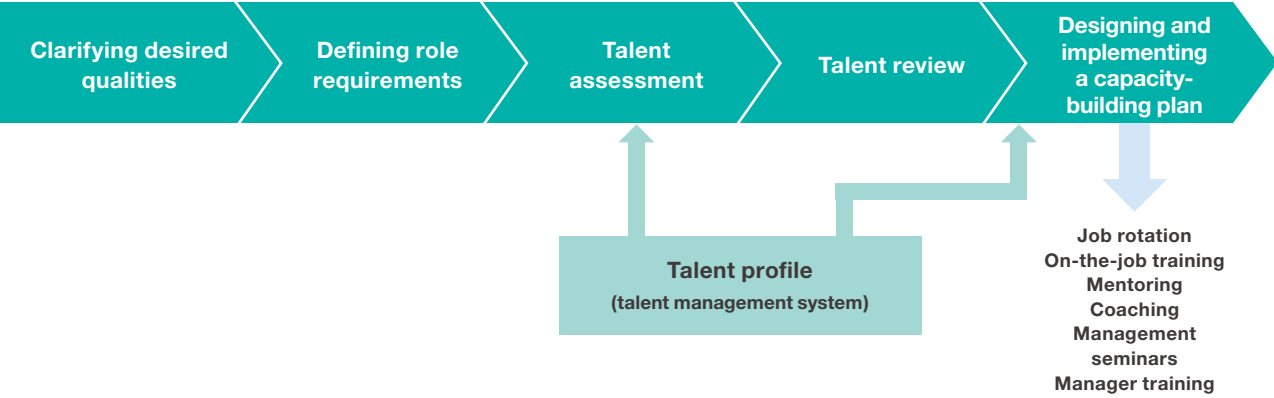 Clarifying desired
qualities
Defining role
requirements
Talent
assessment
Talent review
Designing and
implementing
a capacity-
building plan
Talent profile
(talent management system)
Job rotation
On-the-job training
Mentoring
Coaching
Management
seminars
Manager training